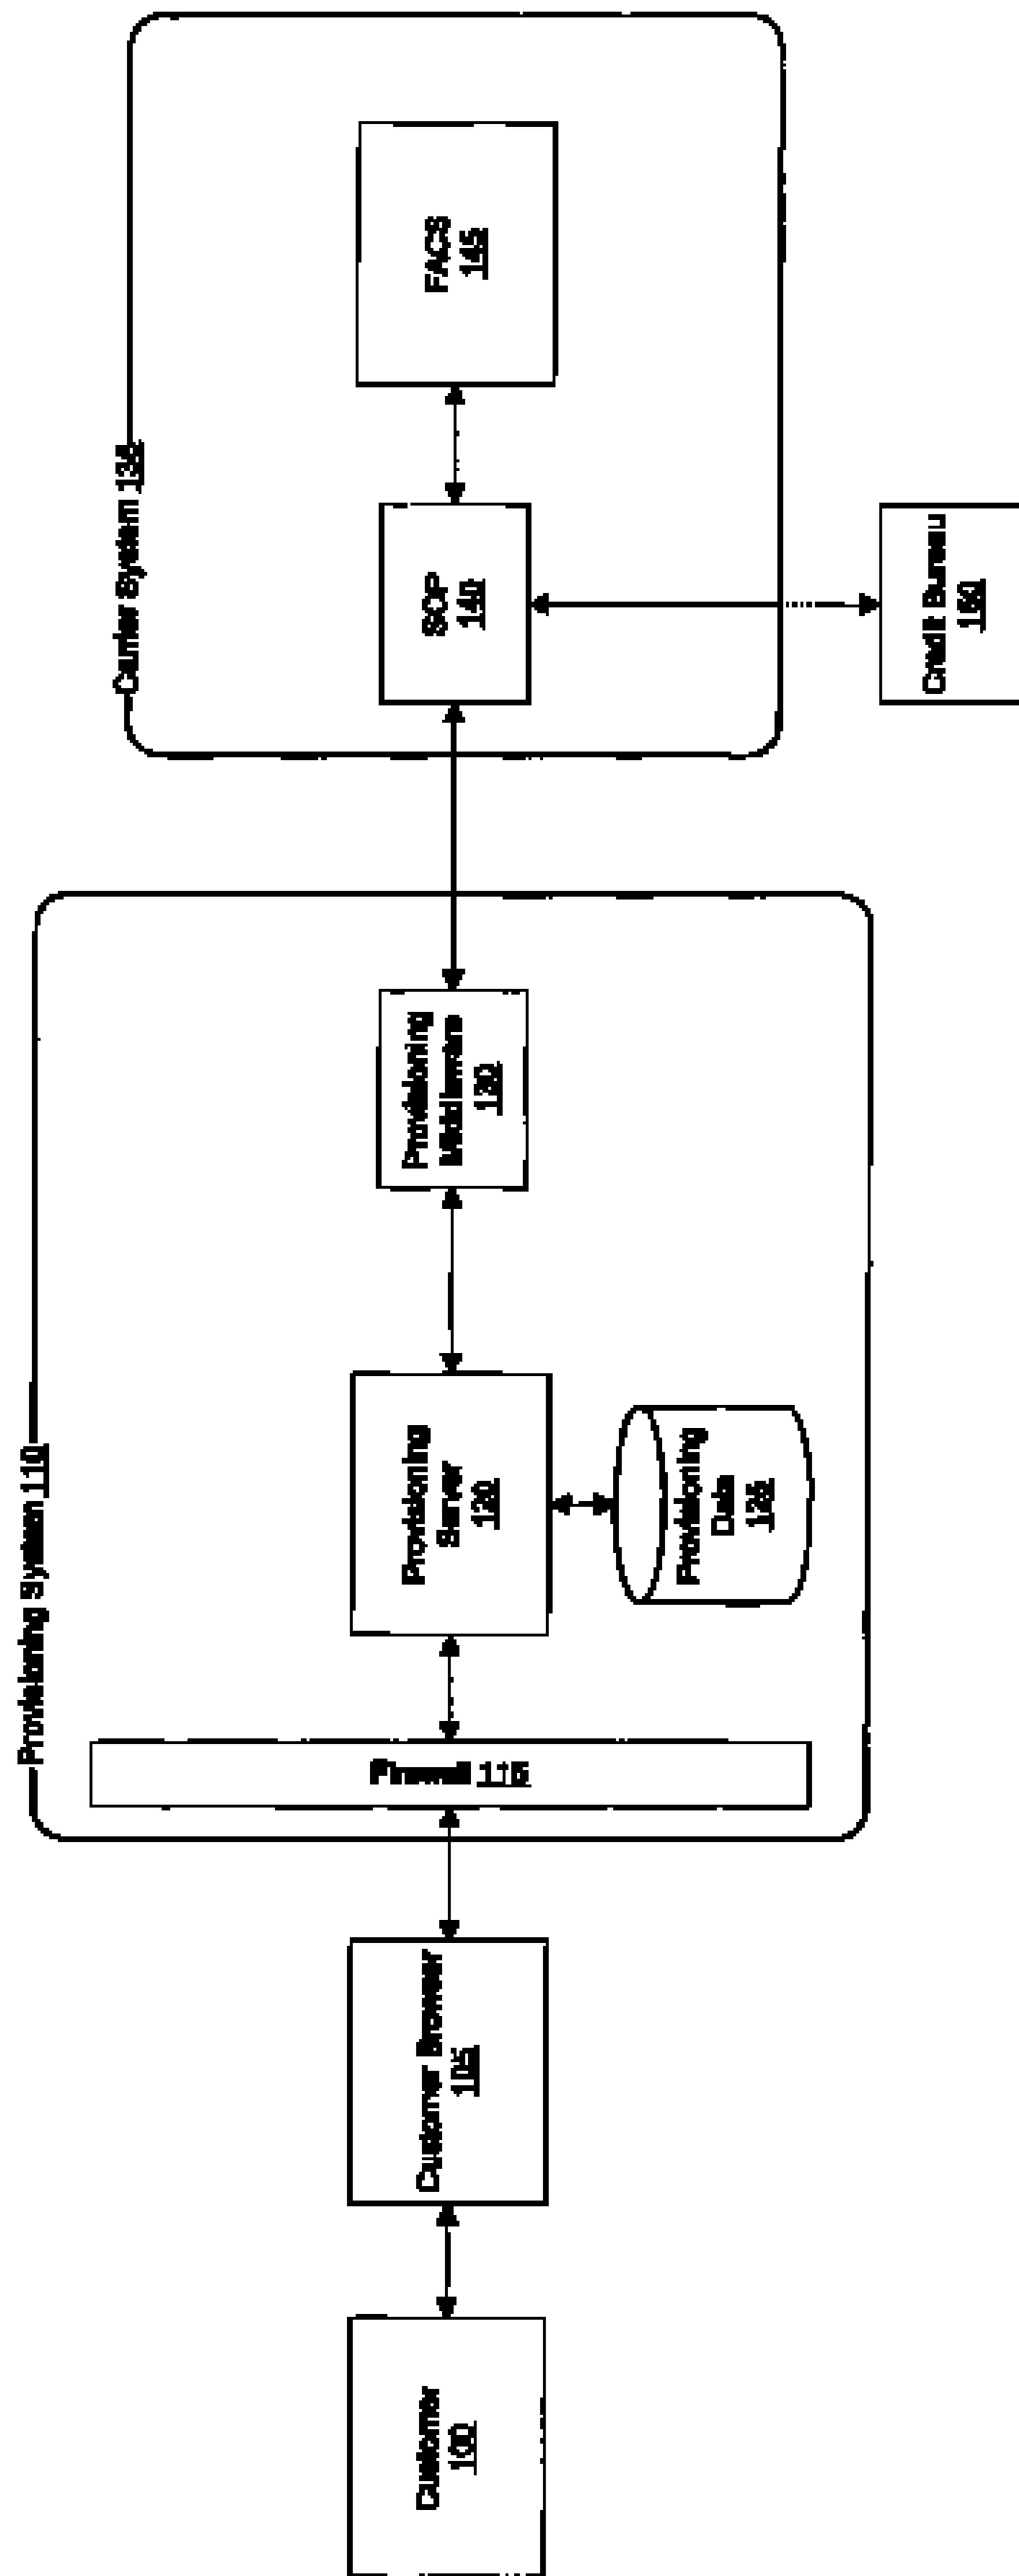 Customer
100
Customer Browser
105
Provisioning System 110
Firewall 115
Provisioning
Server
120
Provisioning
Data
125
Provisioning
Middleware
130
Carrier System 135
SOP
140
FACS
145
Credit Bureau
150